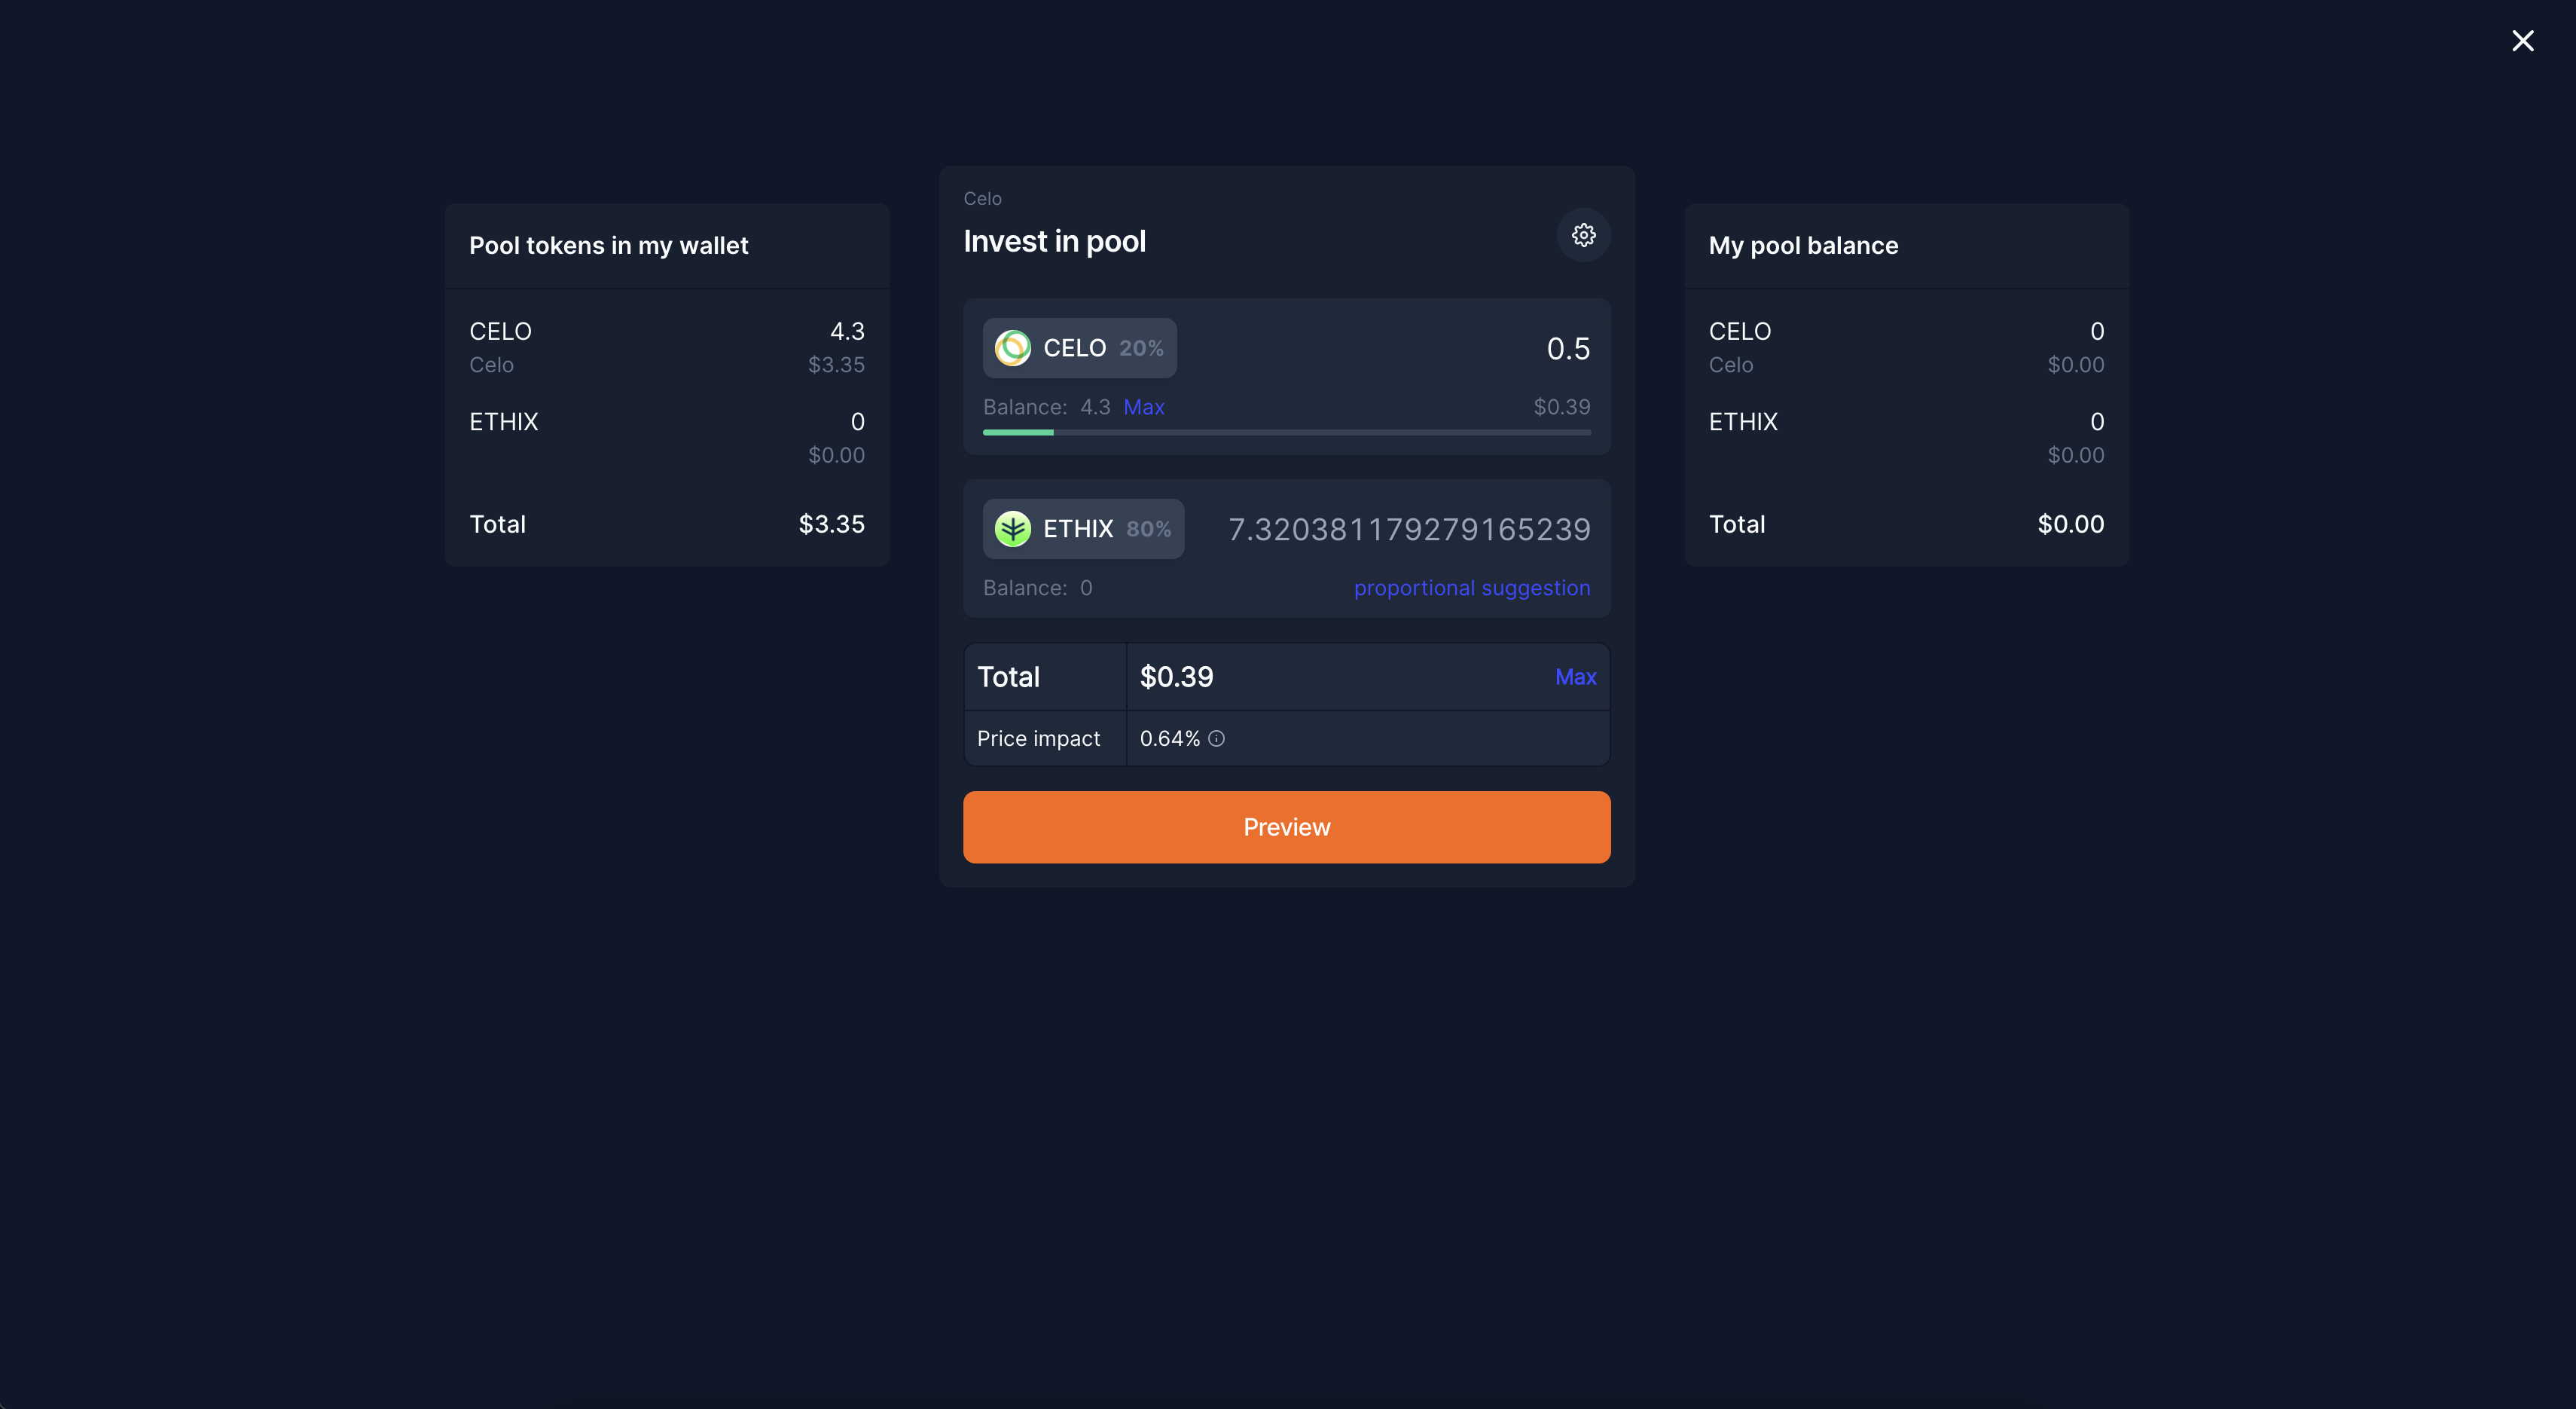 Pool tokens in my wallet
CELO 4.3
Celo $3.35
ETHIX 0
$0.00
Total $3.35
Celo
Invest in pool
CELO 20% 0.5
Balance: 4.3 Max $0.39
ETHIX 80% 7.320381179279165239
Balance: 0 proportional suggestion
Total $0.39 Max
Price impact 0.64%
Preview
My pool balance
CELO 0
Celo $0.00
ETHIX 0
$0.00
Total $0.00